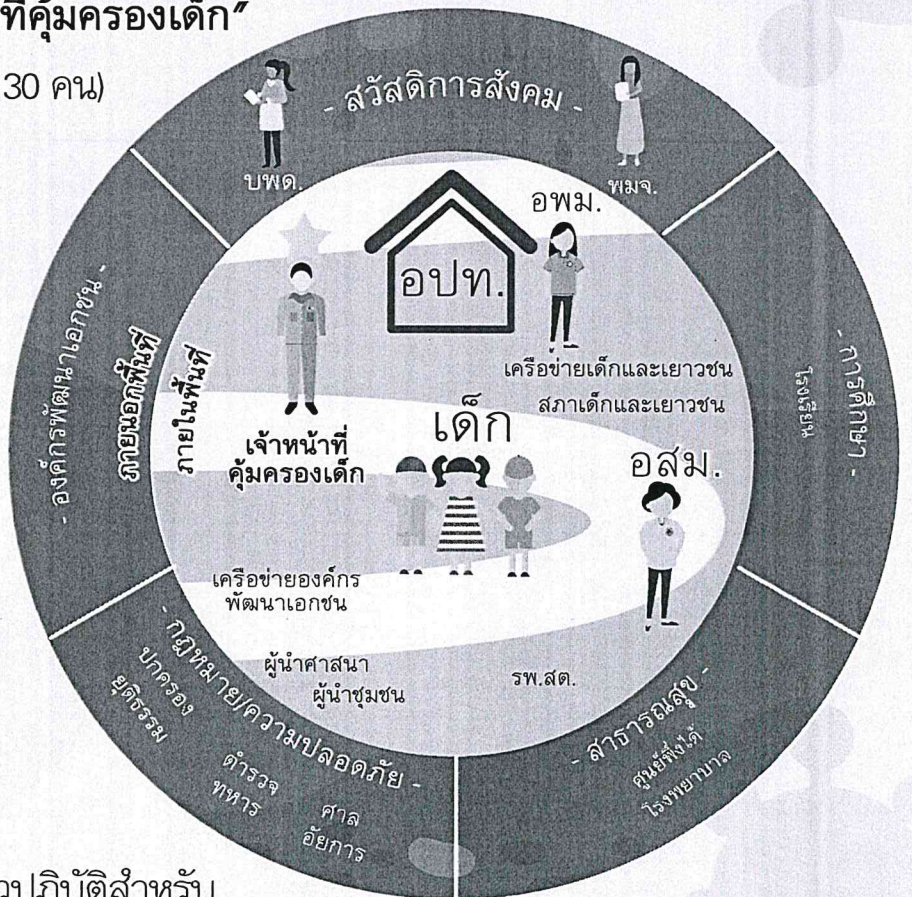 ที่คุ้มครองเด็ก"
30 คน)
- สวัสดิการสังคม -
บพด.
พมจ.
อพม.
อปท.
- องค์กรพัฒนาเอกชน -
ภายนอกพื้นที่
ภายในพื้นที่
- การศึกษา -
โรงเรียน
เครือข่ายเด็กและเยาวชน
สภาเด็กและเยาวชน
เจ้าหน้าที่
คุ้มครองเด็ก
เด็ก
อสม.
เครือข่ายองค์กร
พัฒนาเอกชน
ผู้นำศาสนา
ผู้นำชุมชน
รพ.สต.
- กฎหมาย/ความปลอดภัย -
ปกครอง
ยุติธรรม
ตำรวจ
ทหาร
ศาล
อัยการ
- สาธารณสุข -
ศูนย์พึ่งได้
โรงพยาบาล
วปฏิบัติสำหรับ